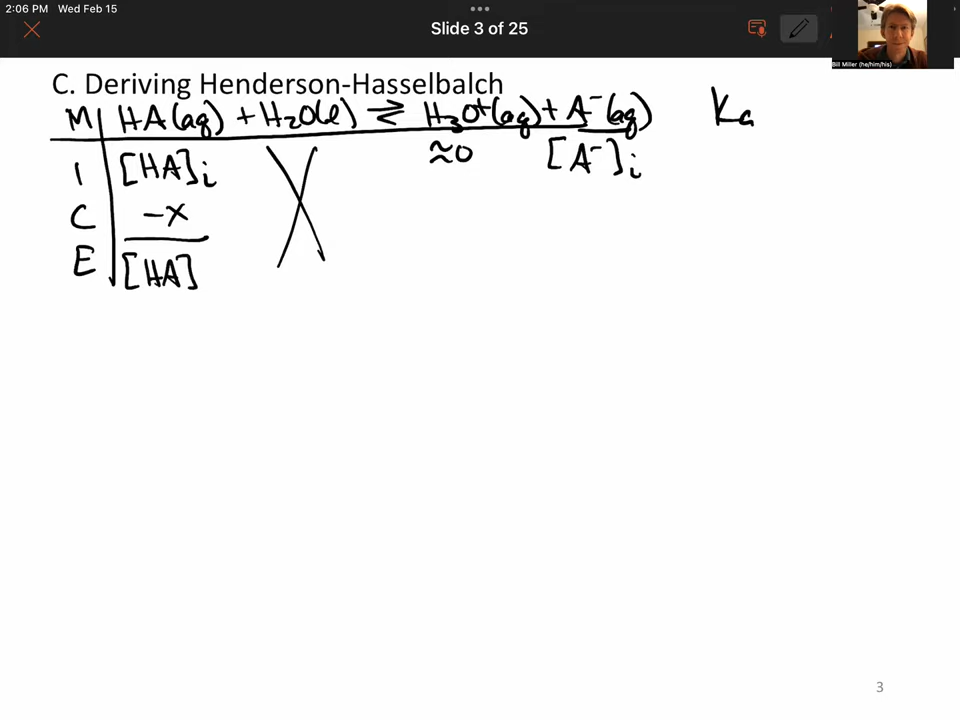 2:06 PM Wed Feb 15
Slide 3 of 25
Bill Miller (he/him/his)
C. Deriving Henderson-Hasselbalch
M HA(aq) + H₂O(l) ⇌ H₃O⁺(aq) + A⁻(aq) Ka
I [HA]i ≈0 [A⁻]i
C -x
E [HA]
3